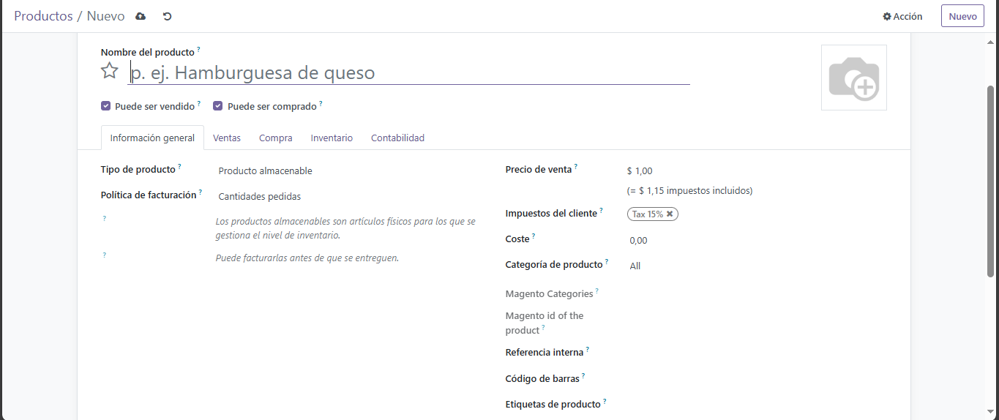 Productos / Nuevo
Acción
Nuevo
Nombre del producto ?
p. ej. Hamburguesa de queso
Puede ser vendido ? Puede ser comprado ?
Información general Ventas Compra Inventario Contabilidad
Tipo de producto ? Producto almacenable
Política de facturación ? Cantidades pedidas
? Los productos almacenables son artículos físicos para los que se
gestiona el nivel de inventario.
? Puede facturarlas antes de que se entreguen.
Precio de venta ? $ 1,00
(= $ 1,15 impuestos incluidos)
Impuestos del cliente ? Tax 15% ✖
Coste ? 0,00
Categoría de producto ? All
Magento Categories ?
Magento id of the
product ?
Referencia interna ?
Código de barras ?
Etiquetas de producto ?